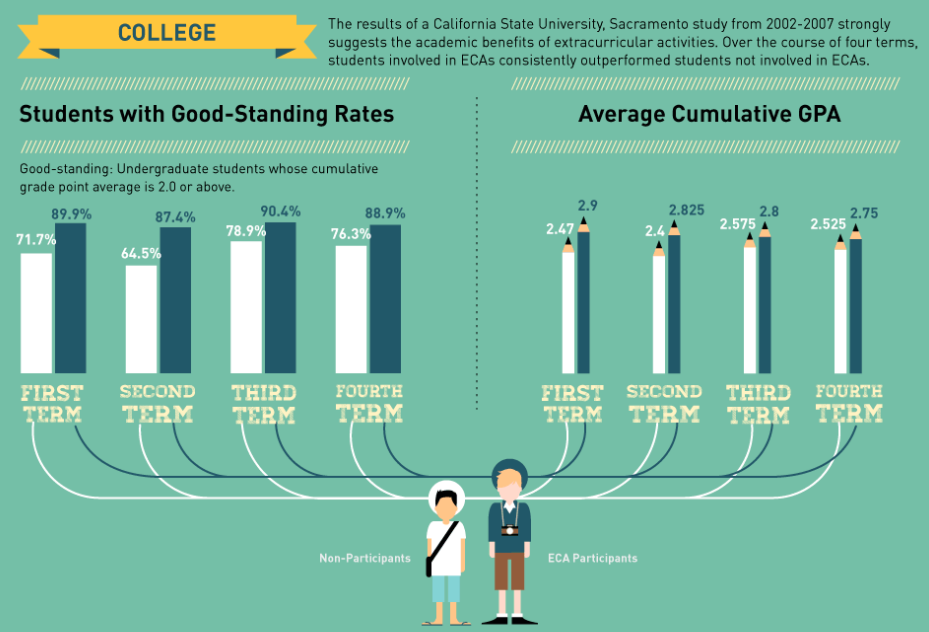 COLLEGE
The results of a California State University, Sacramento study from 2002-2007 strongly
suggests the academic benefits of extracurricular activities. Over the course of four terms,
students involved in ECAs consistently outperformed students not involved in ECAs.
Students with Good-Standing Rates
Good-standing: Undergraduate students whose cumulative
grade point average is 2.0 or above.
71.7%
89.9%
64.5%
87.4%
78.9%
90.4%
76.3%
88.9%
FIRST
TERM
SECOND
TERM
THIRD
TERM
FOURTH
TERM
Average Cumulative GPA
2.47
2.9
2.4
2.825
2.575
2.8
2.525
2.75
FIRST
TERM
SECOND
TERM
THIRD
TERM
FOURTH
TERM
Non-Participants
ECA Participants